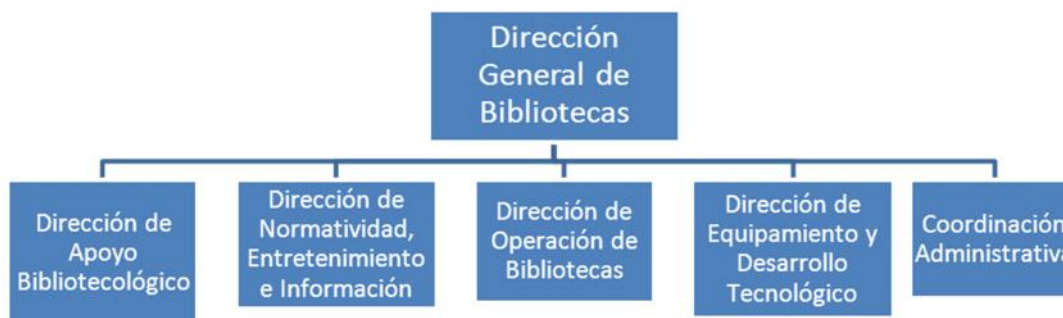 Dirección
General de
Bibliotecas
Dirección de
Apoyo
Bibliotecológico
Dirección de
Normatividad,
Entretenimiento
e Información
Dirección de
Operación de
Bibliotecas
Dirección de
Equipamiento y
Desarrollo
Tecnológico
Coordinación
Administrativa